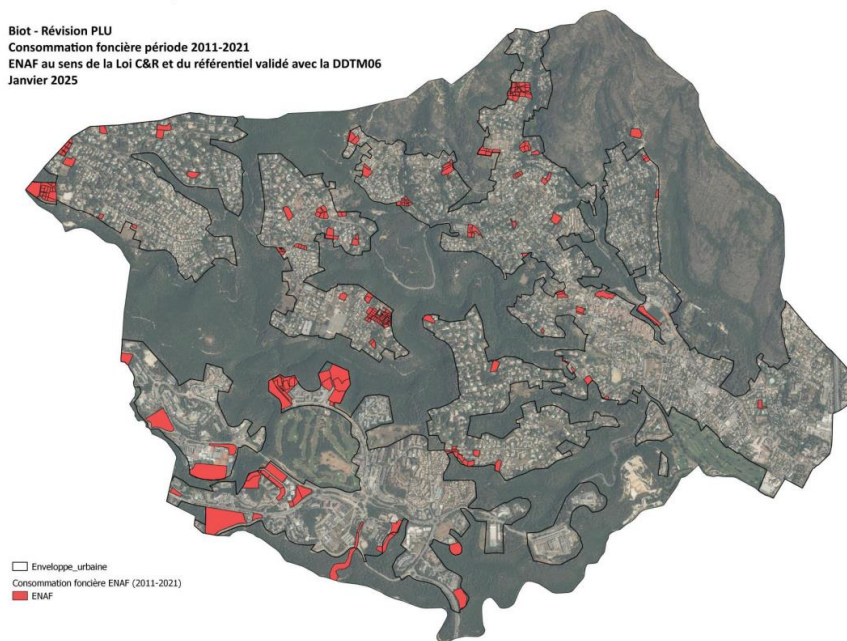 Biot - Révision PLU
Consommation foncière période 2011-2021
ENAF au sens de la Loi C&R et du référentiel validé avec la DDTM06
Janvier 2025
Enveloppe_urbaine
Consommation foncière ENAF (2011-2021)
ENAF